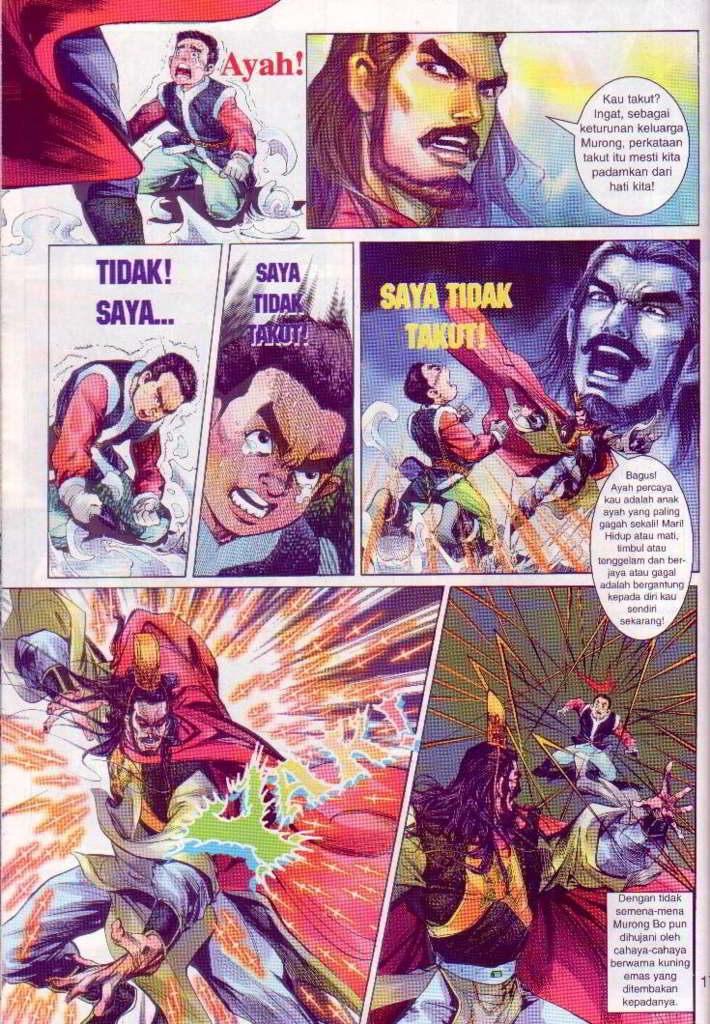 Ayah!
Kau takut?
Ingat, sebagai
keturunan keluarga
Murong, perkataan
takut itu mesti kita
padamkan dari
hati kita!
TIDAK!
SAYA...
SAYA
TIDAK
TAKUT!
SAYA TIDAK
TAKUT!
Bagus!
Ayah percaya
kau adalah anak
ayah yang paling
gagah sekali! Mari!
Hidup atau mati,
timbul atau
tenggelam dan ber-
jaya atau gagal
adalah bergantung
kepada diri kau
sendiri
sekarang!
Dengan tidak
semena-mena
Murong Bo pun
dihujani oleh
cahaya-cahaya
berwarna kuning
emas yang
ditembakan
kepadanya.